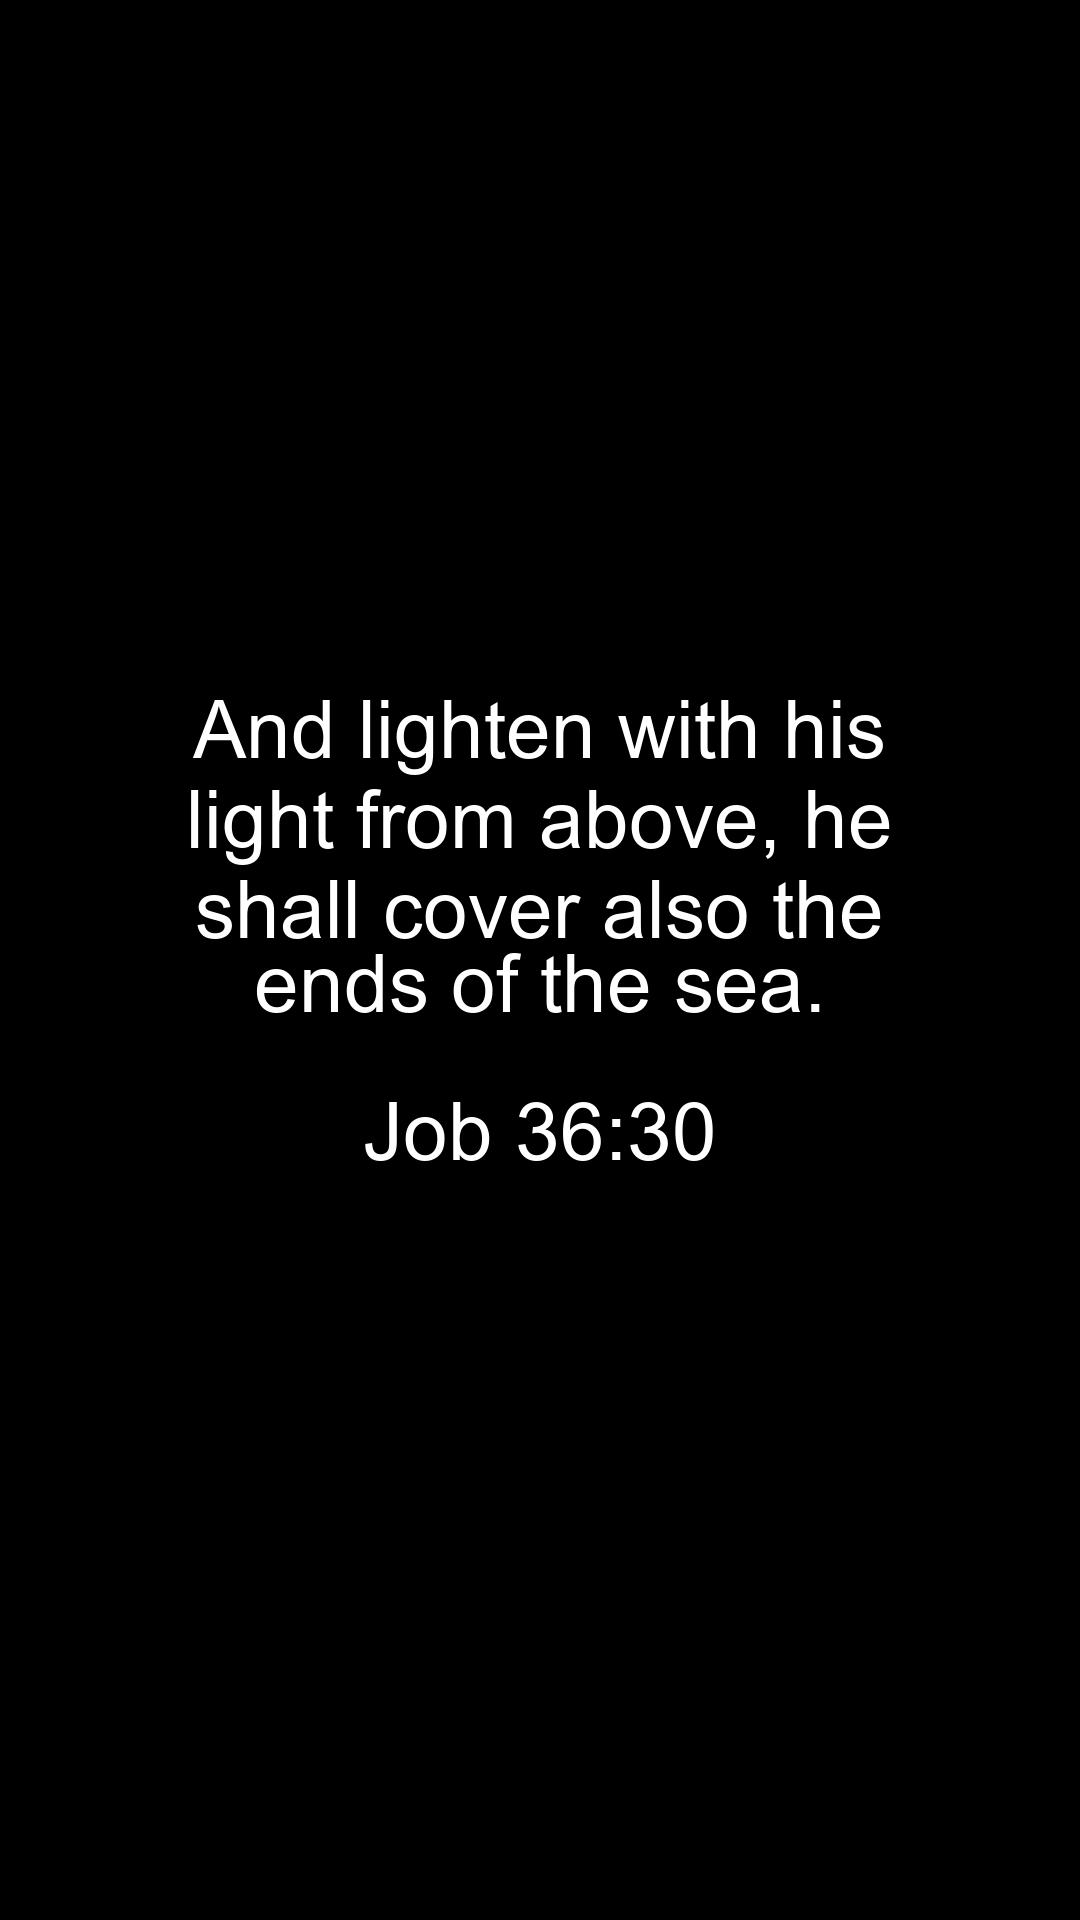 And lighten with his
light from above, he
shall cover also the
ends of the sea.
Job 36:30